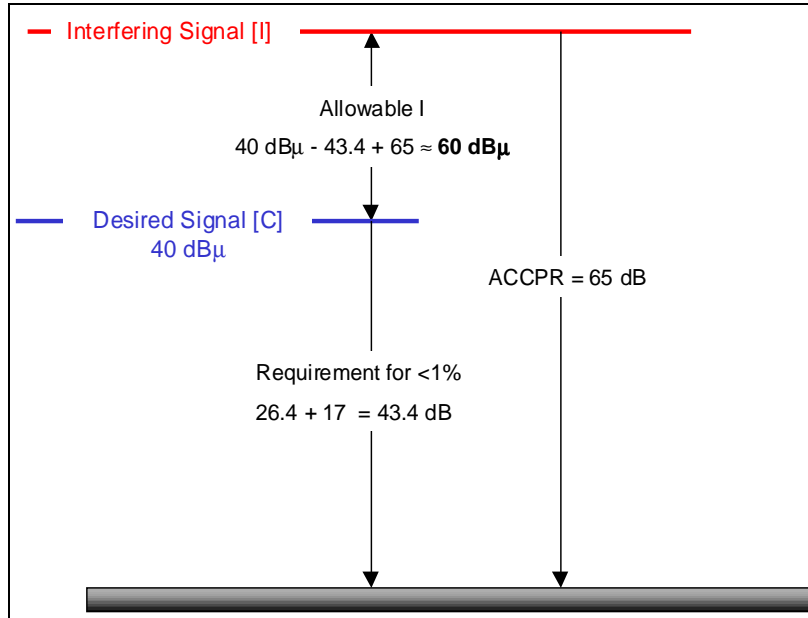 Interfering Signal [I]
Allowable I
40 dBμ - 43.4 + 65 ≈ 60 dBμ
Desired Signal [C]
40 dBμ
ACCPR = 65 dB
Requirement for <1%
26.4 + 17 = 43.4 dB